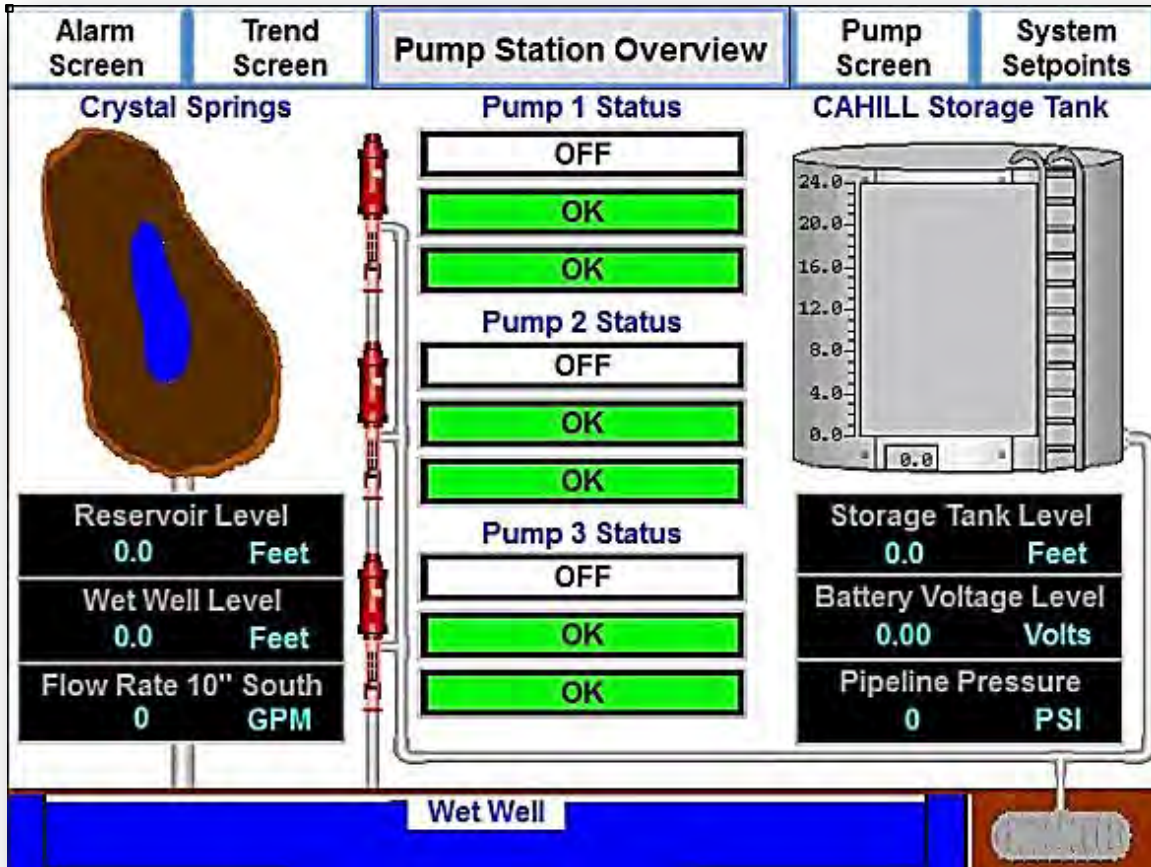 Alarm
Screen
Trend
Screen
Pump Station Overview
Pump
Screen
System
Setpoints
Crystal Springs
Pump 1 Status
CAHILL Storage Tank
OFF
OK
OK
Pump 2 Status
OFF
OK
OK
Pump 3 Status
OFF
OK
OK
24.0
20.0
16.0
12.0
8.0
4.0
0.0
0.0
Reservoir Level
0.0 Feet
Wet Well Level
0.0 Feet
Flow Rate 10" South
0 GPM
Storage Tank Level
0.0 Feet
Battery Voltage Level
0.00 Volts
Pipeline Pressure
0 PSI
Wet Well